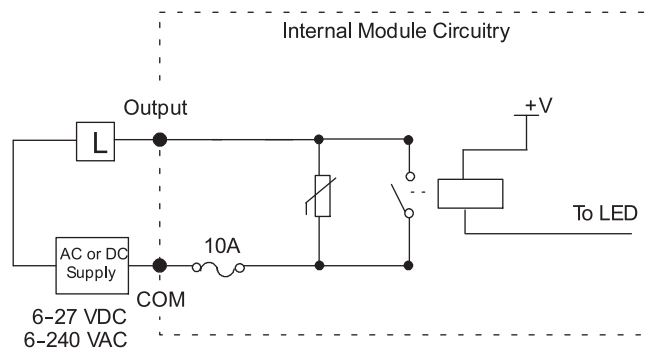 Internal Module Circuitry
Output
+V
L
To LED
10A
AC or DC
Supply
COM
6-27 VDC
6-240 VAC